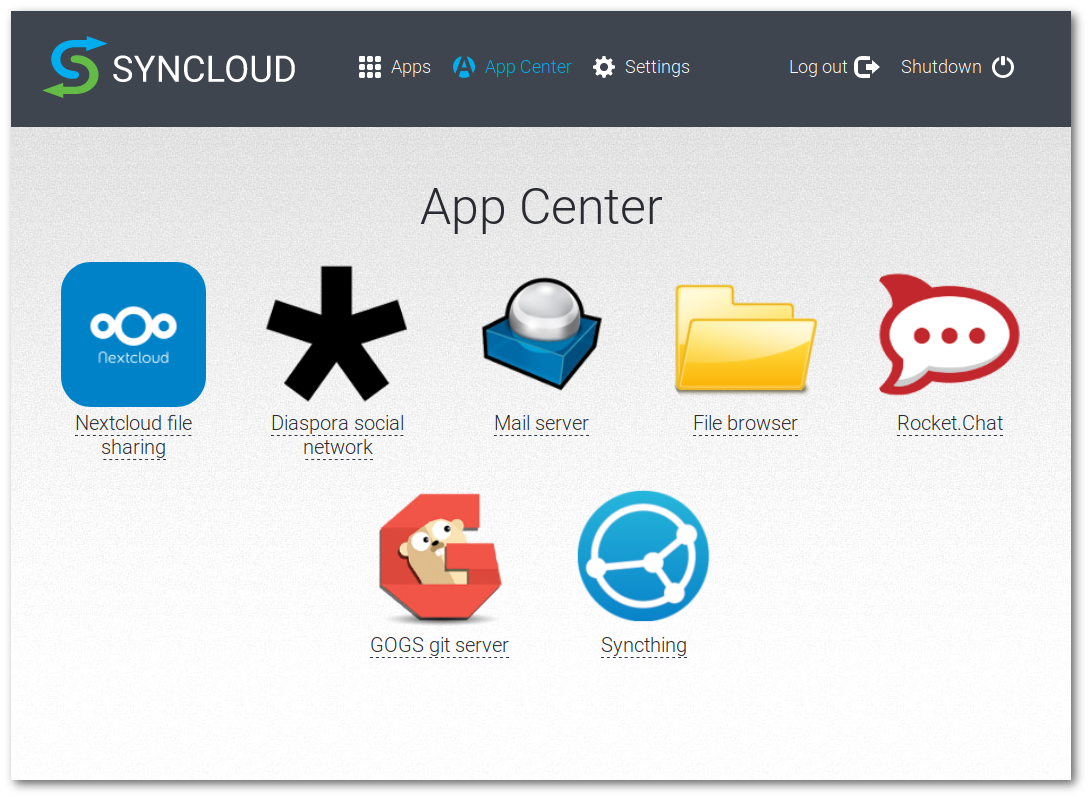 SYNCLOUD
Apps
App Center
Settings
Log out
Shutdown
App Center
Nextcloud
Nextcloud file
sharing
Diaspora social
network
Mail server
File browser
Rocket.Chat
GOGS git server
Syncthing